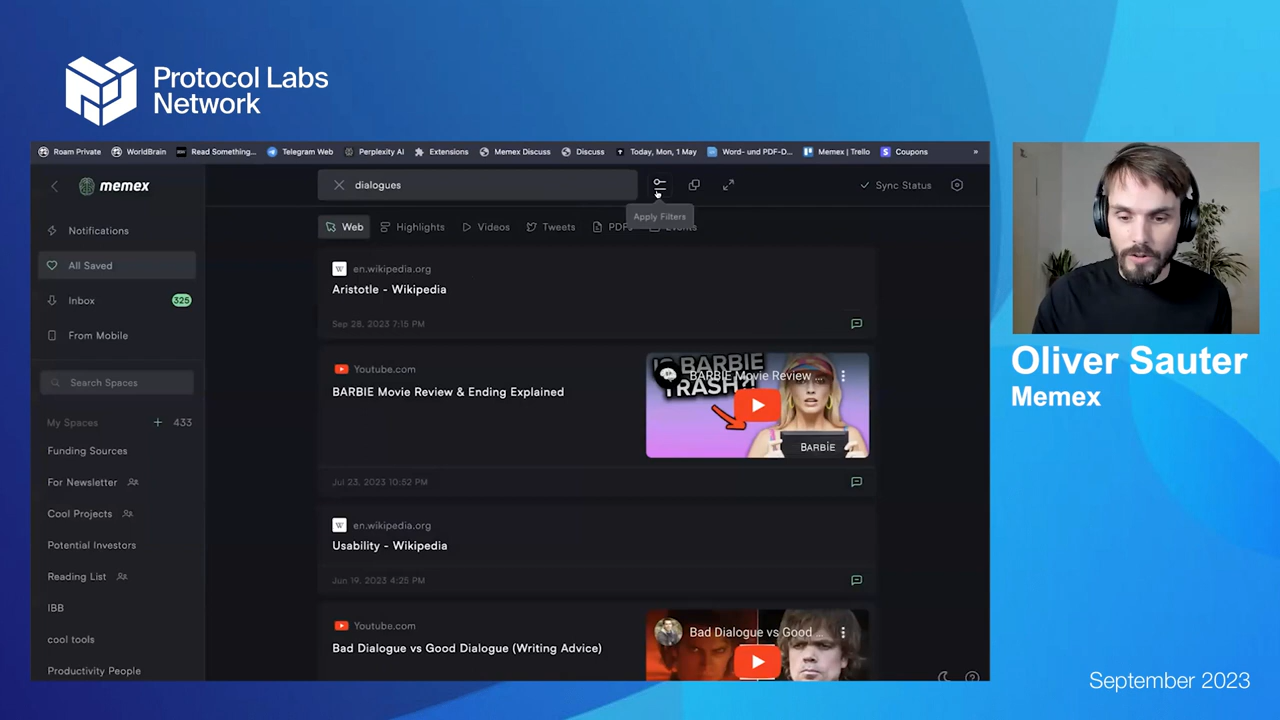 Protocol Labs
Network
Roam Private
WorldBrain
Read Something...
Telegram Web
Perplexity AI
Extensions
Memex Discuss
Discuss
Today, Mon, 1 May
Word- und PDF-D...
Memex | Trello
Coupons
»
memex
dialogues
Sync Status
Apply Filters
Notifications
All Saved
Inbox
325
From Mobile
Search Spaces
My Spaces
+ 433
Funding Sources
For Newsletter
Cool Projects
Potential Investors
Reading List
IBB
cool tools
Productivity People
Web
Highlights
Videos
Tweets
W
en.wikipedia.org
Aristotle - Wikipedia
Sep 28, 2023 7:15 PM
Youtube.com
BARBIE Movie Review & Ending Explained
BARBIE Movie Review ...
IS BARBIE
TRASH?
BARBIE
Jul 23, 2023 10:52 PM
W
en.wikipedia.org
Usability - Wikipedia
Jun 19, 2023 4:25 PM
Youtube.com
Bad Dialogue vs Good Dialogue (Writing Advice)
Bad Dialogue vs Good ...
Oliver Sauter
Memex
September 2023